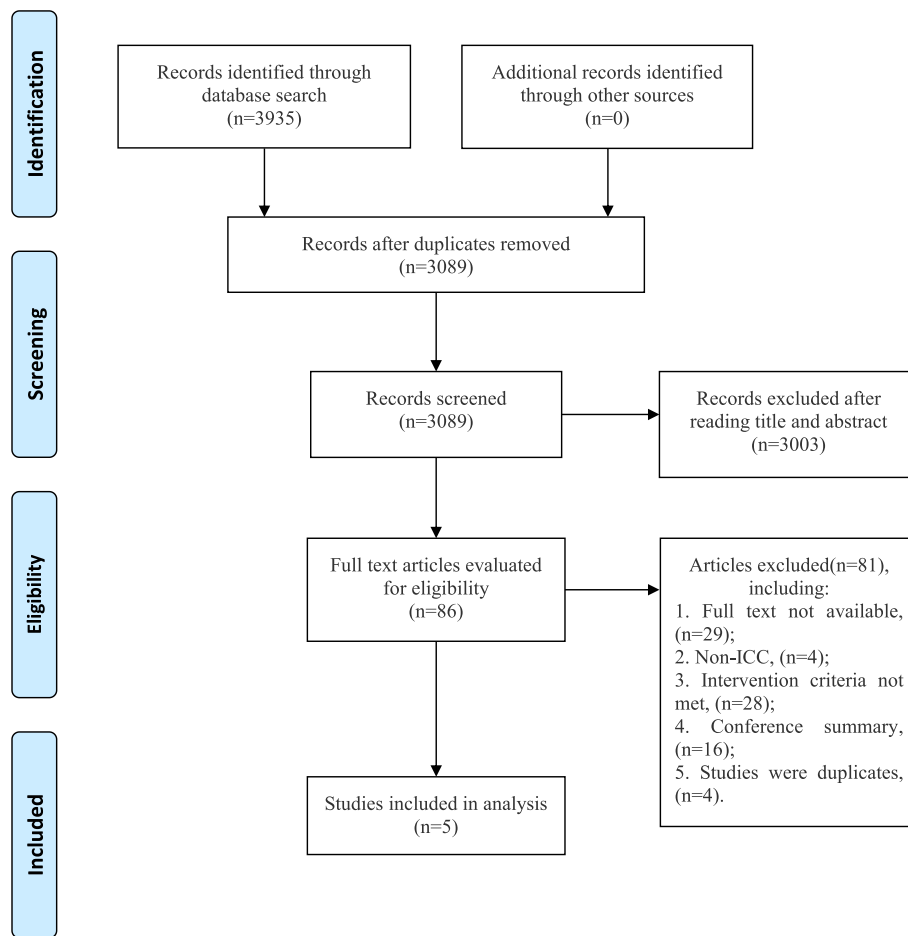 Identification
Records identified through
database search
(n=3935)
Additional records identified
through other sources
(n=0)
Records after duplicates removed
(n=3089)
Screening
Records screened
(n=3089)
Records excluded after
reading title and abstract
(n=3003)
Eligibility
Full text articles evaluated
for eligibility
(n=86)
Articles excluded(n=81),
including:
1. Full text not available,
(n=29);
2. Non-ICC, (n=4);
3. Intervention criteria not
met, (n=28);
4. Conference summary,
(n=16);
5. Studies were duplicates,
(n=4).
Included
Studies included in analysis
(n=5)